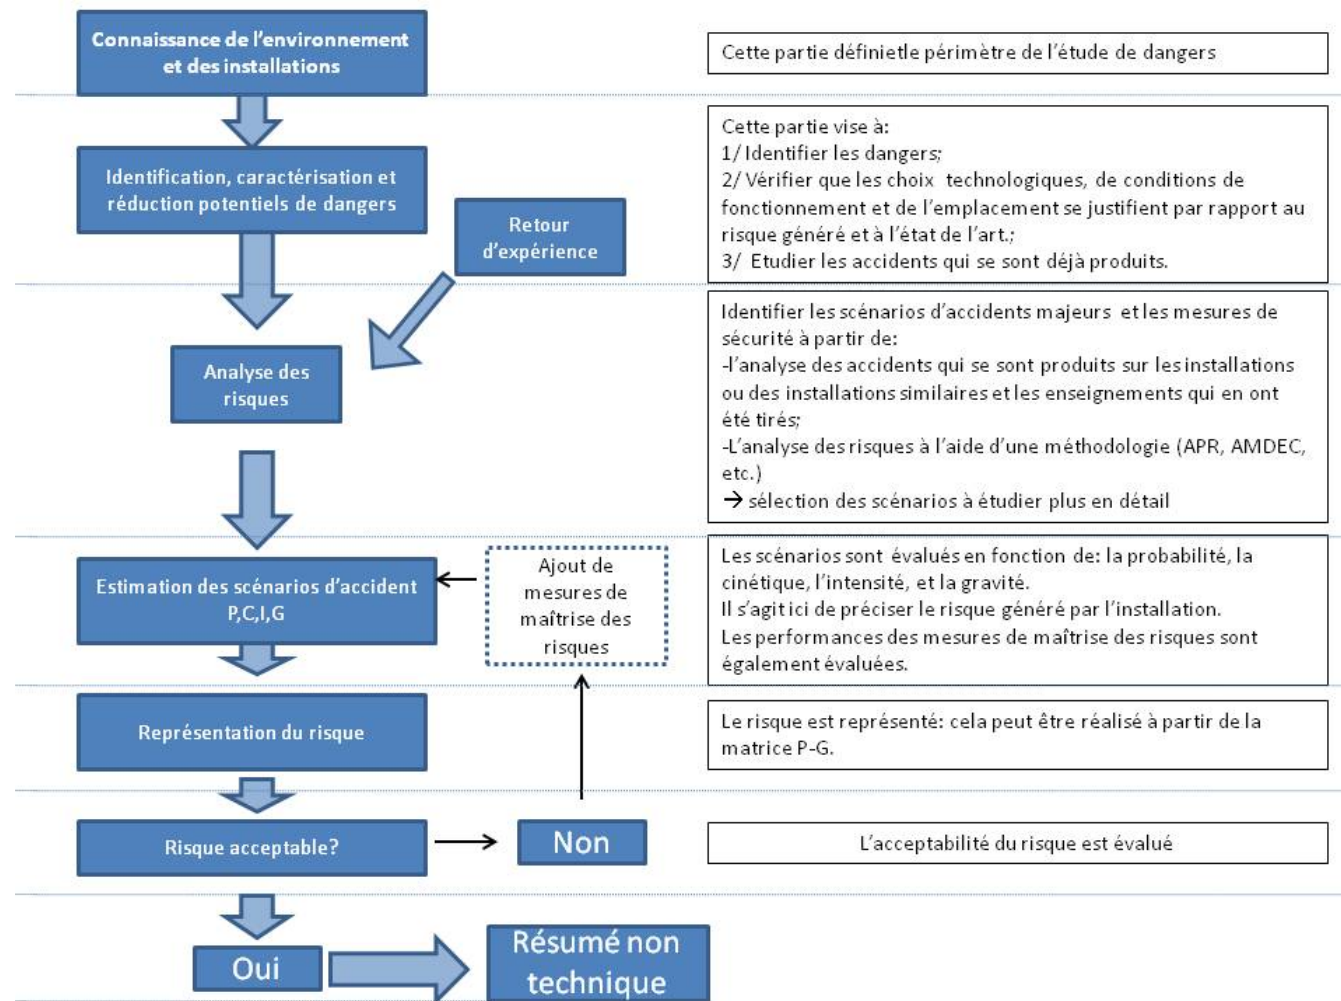 Connaissance de l'environnement
et des installations
Cette partie définietle périmètre de l'étude de dangers
Identification, caractérisation et
réduction potentiels de dangers
Retour
d'expérience
Cette partie vise à:
1/ Identifier les dangers;
2/ Vérifier que les choix technologiques, de conditions de
fonctionnement et de l'emplacement se justifient par rapport au
risque généré et à l'état de l'art.;
3/ Etudier les accidents qui se sont déjà produits.
Analyse des
risques
Identifier les scénarios d'accidents majeurs et les mesures de
sécurité à partir de:
-l'analyse des accidents qui se sont produits sur les installations
ou des installations similaires et les enseignements qui en ont
été tirés;
-L'analyse des risques à l'aide d'une méthodologie (APR, AMDEC,
etc.)
→ sélection des scénarios à étudier plus en détail
Estimation des scénarios d'accident
P,C,I,G
Ajout de
mesures de
maîtrise des
risques
Les scénarios sont évalués en fonction de: la probabilité, la
cinétique, l'intensité, et la gravité.
Il s'agit ici de préciser le risque généré par l'installation.
Les performances des mesures de maîtrise des risques sont
également évaluées.
Représentation du risque
Le risque est représenté: cela peut être réalisé à partir de la
matrice P-G.
Risque acceptable?
Non
L'acceptabilité du risque est évalué
Oui
Résumé non
technique